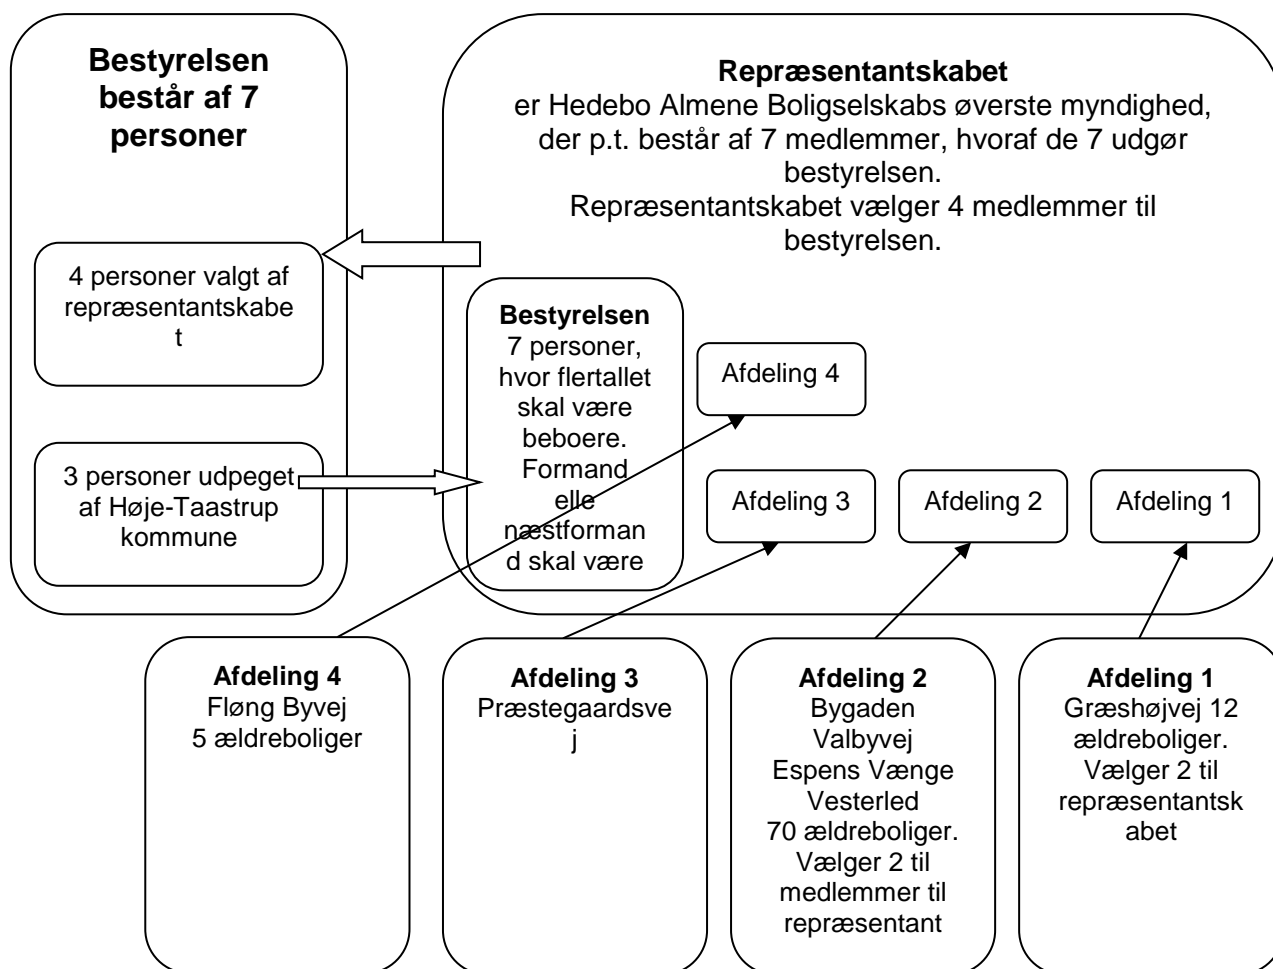 Bestyrelsen
består af 7
personer
4 personer valgt af
repræsentantskabe
t
3 personer udpeget
af Høje-Taastrup
kommune
Repræsentantskabet
er Hedebo Almene Boligselskabs øverste myndighed,
der p.t. består af 7 medlemmer, hvoraf de 7 udgør
bestyrelsen.
Repræsentantskabet vælger 4 medlemmer til
bestyrelsen.
Bestyrelsen
7 personer,
hvor flertallet
skal være
beboere.
Formand
elle
næstforman
d skal være
Afdeling 4
Afdeling 3
Afdeling 2
Afdeling 1
Afdeling 4
Fløng Byvej
5 ældreboliger
Afdeling 3
Præstegaardsve
j
Afdeling 2
Bygaden
Valbyvej
Espens Vænge
Vesterled
70 ældreboliger.
Vælger 2 til
medlemmer til
repræsentant
Afdeling 1
Græshøjvej 12
ældreboliger.
Vælger 2 til
repræsentantsk
abet